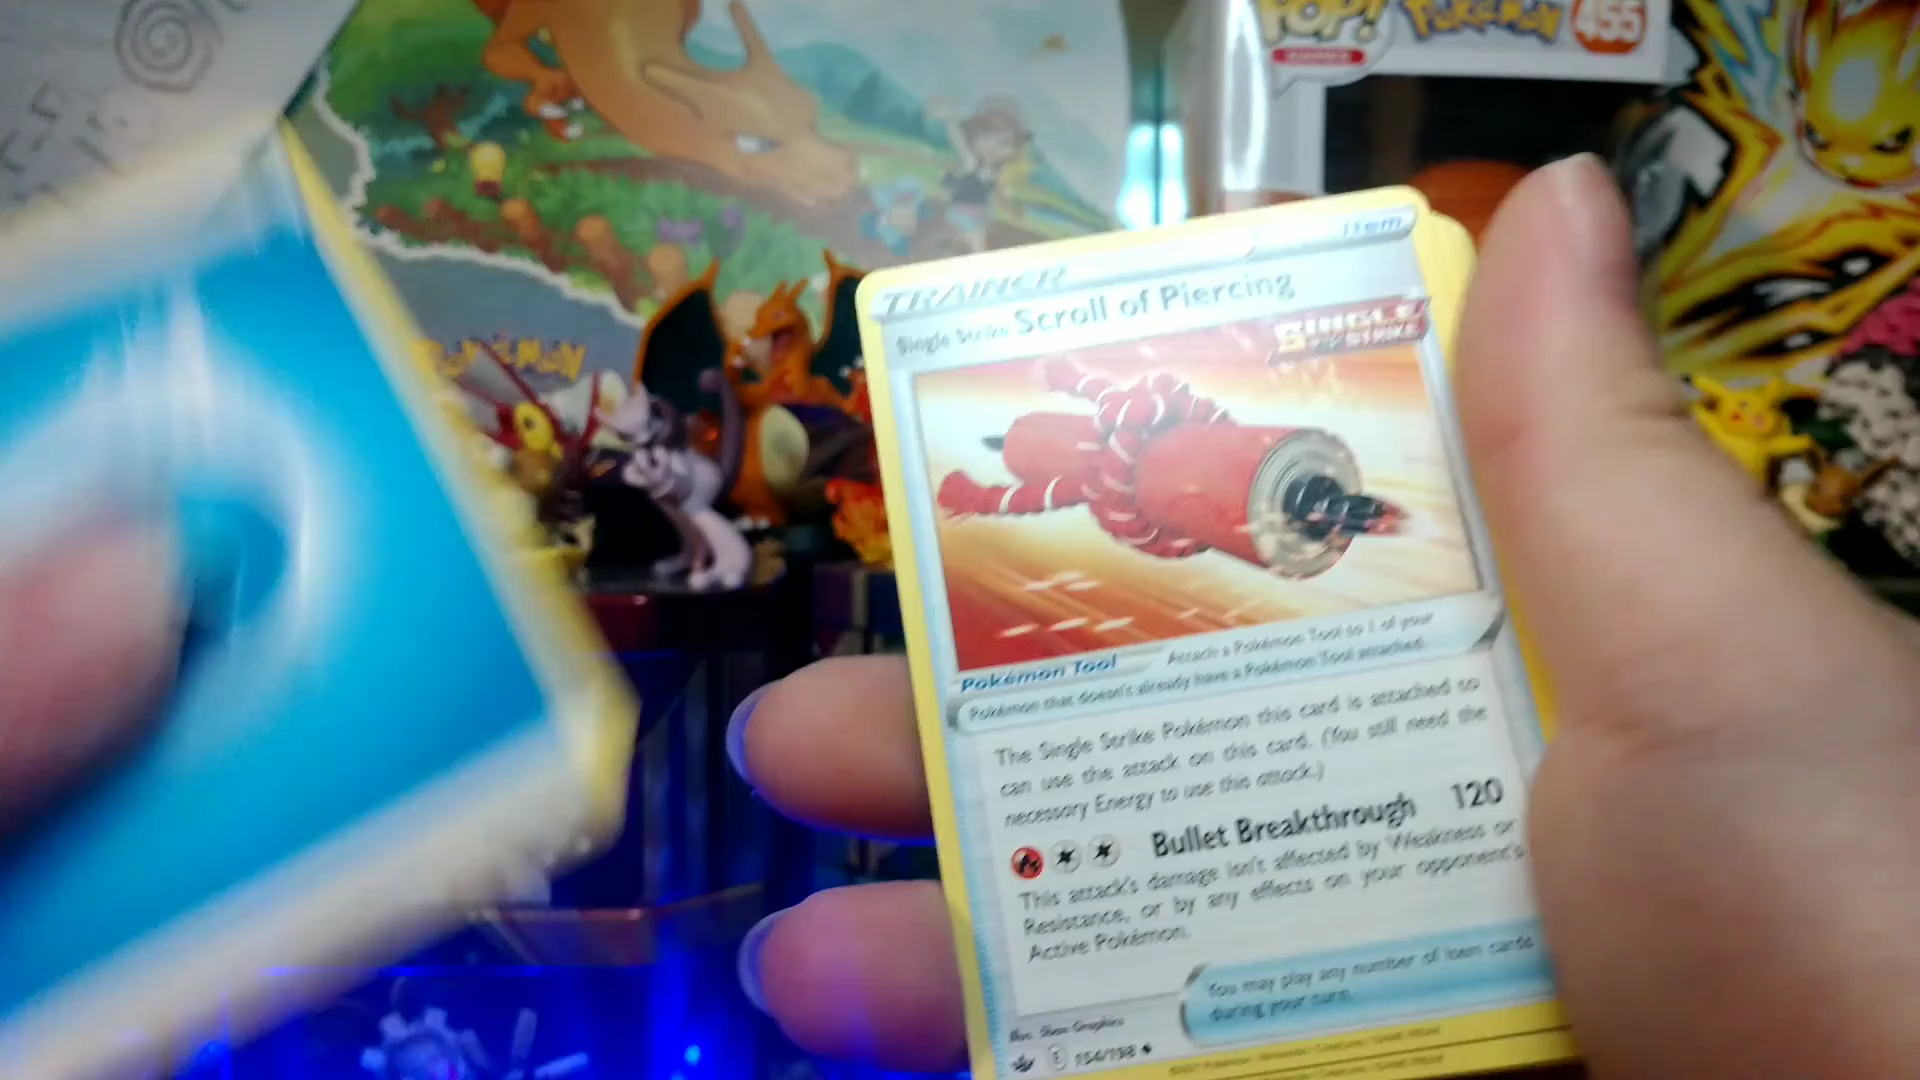 POP!
POKÉMON
455
POKÉMON
TRAINER
Item
Single Strike Scroll of Piercing
SINGLE STRIKE
Pokémon Tool
Attach a Pokémon Tool to 1 of your
Pokémon that doesn't already have a Pokémon Tool attached.
The Single Strike Pokémon this card is attached to
can use the attack on this card. (You still need the
necessary Energy to use this attack.)
Bullet Breakthrough 120
This attack's damage isn't affected by Weakness or
Resistance, or by any effects on your opponent's
Active Pokémon.
You may play any number of Item cards
during your turn.
154/198